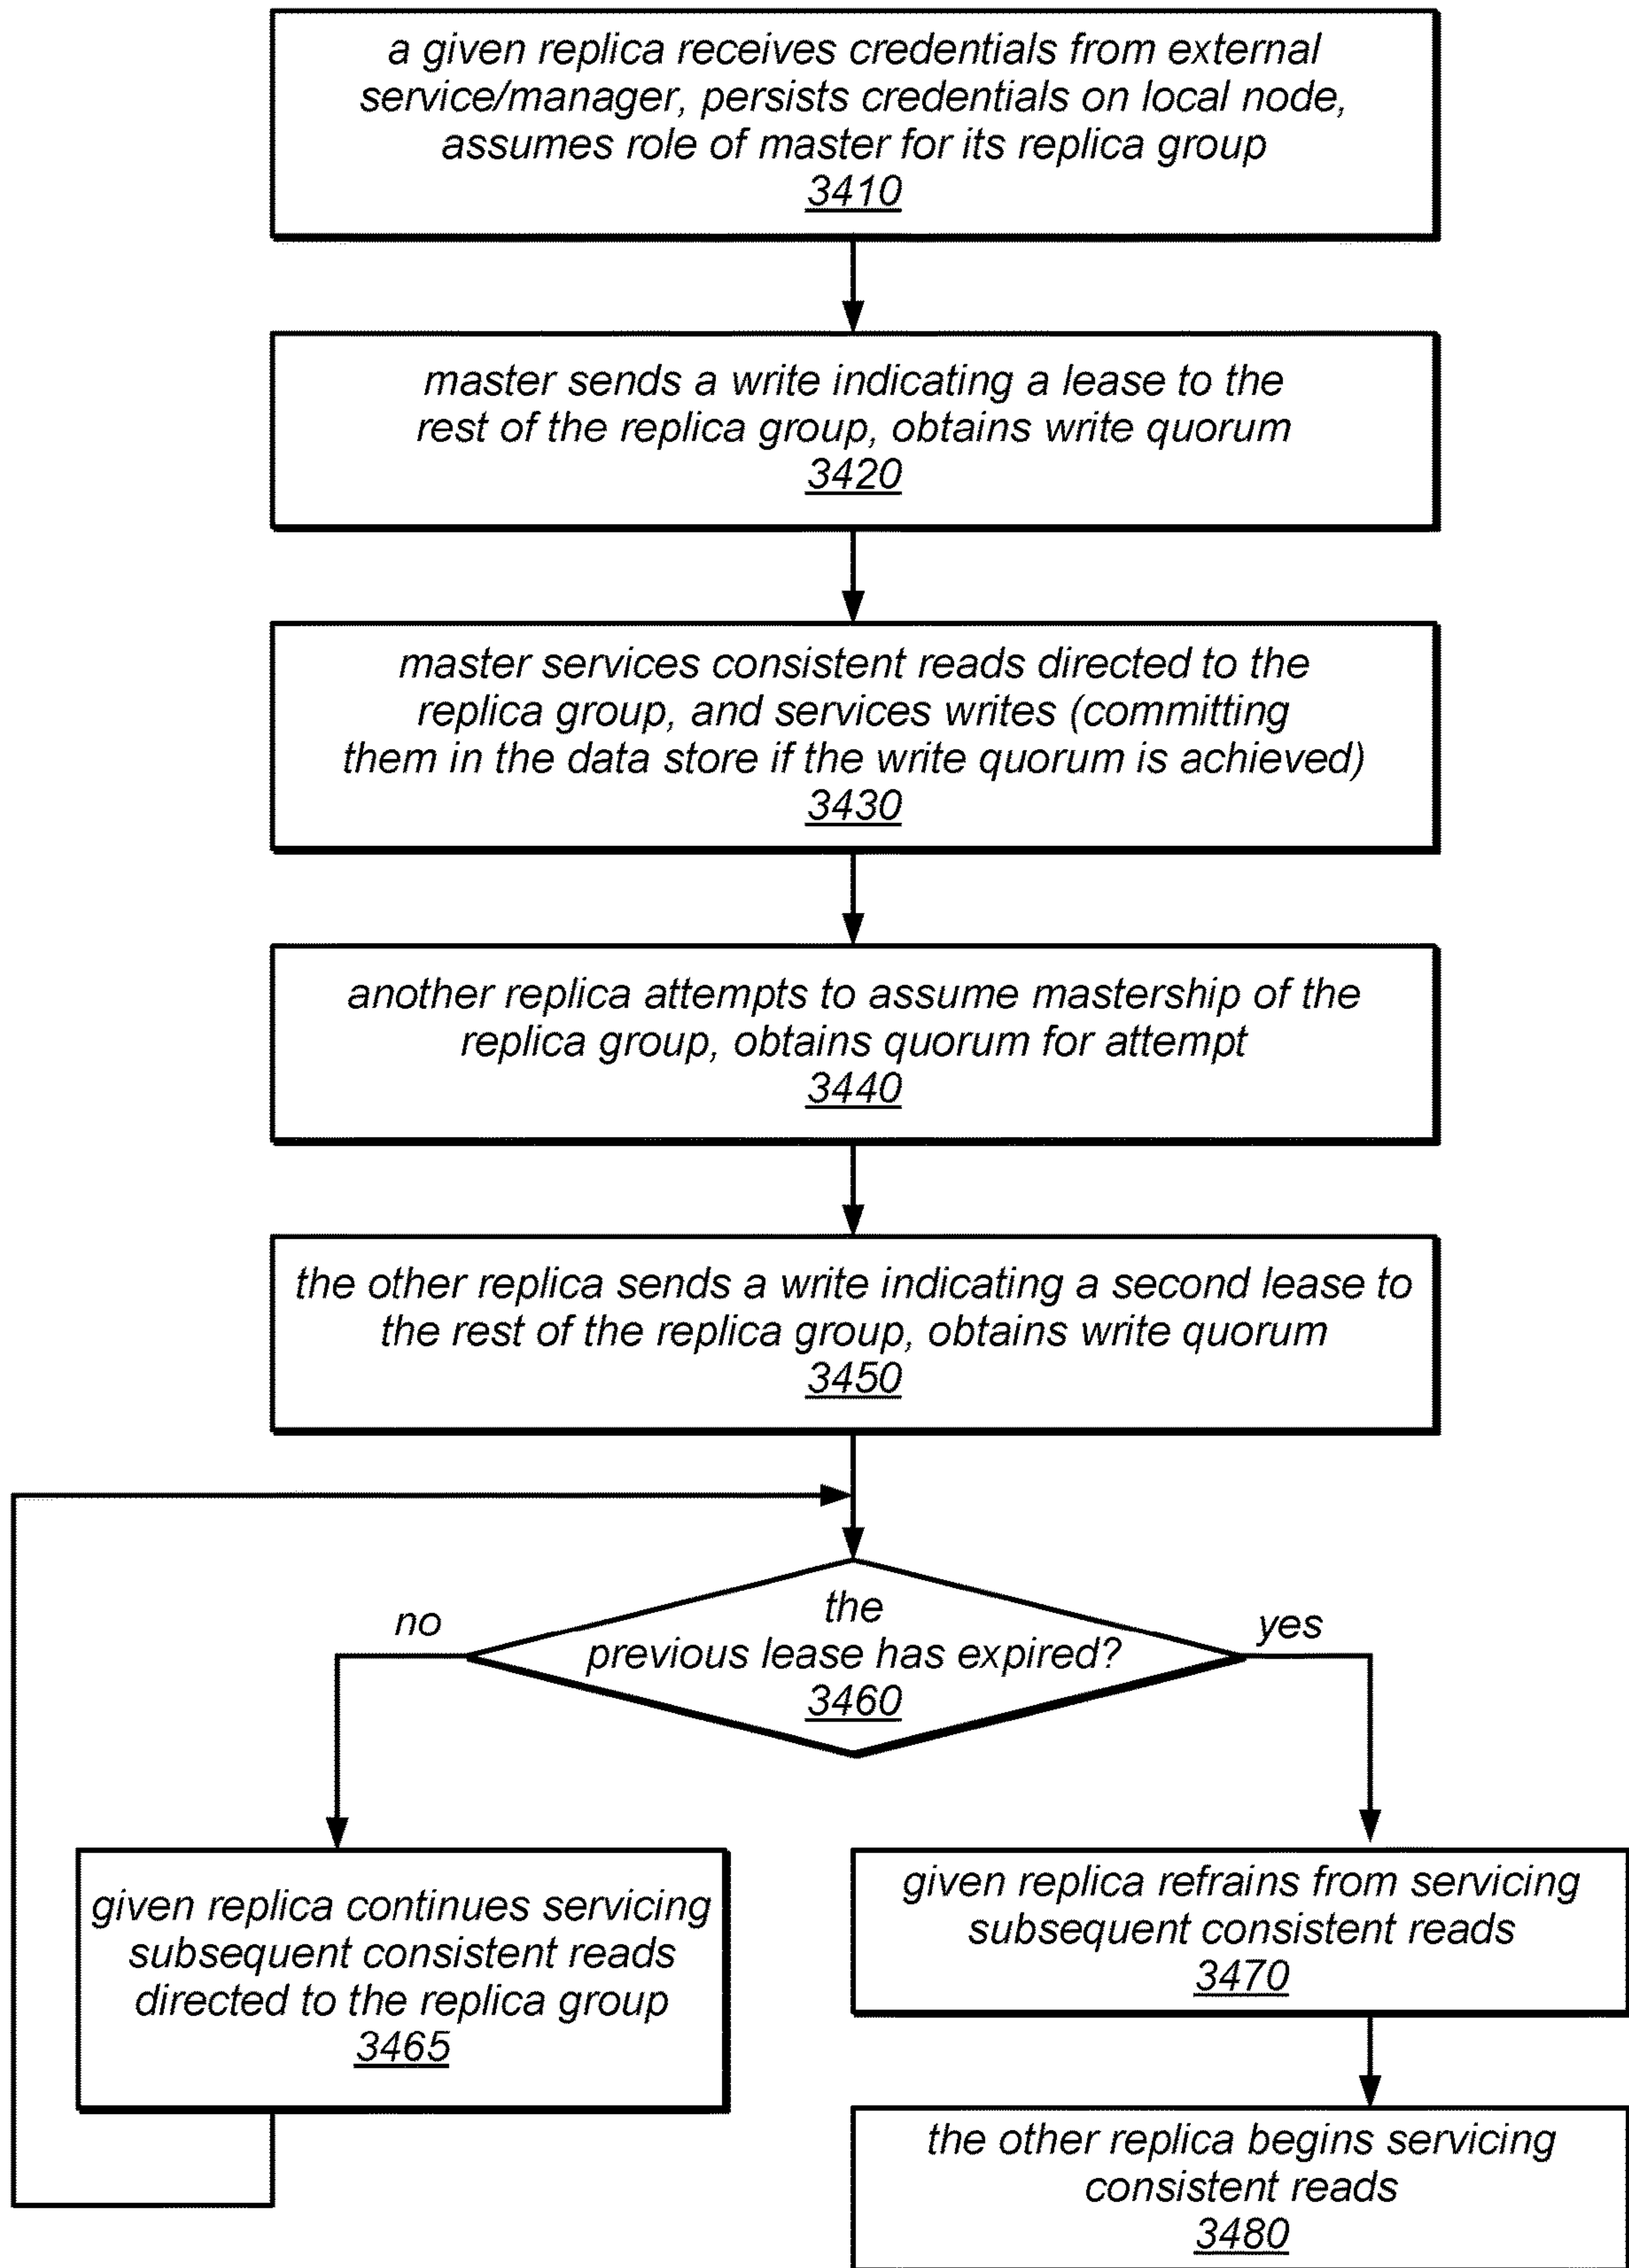 a given replica receives credentials from external
service/manager, persists credentials on local node,
assumes role of master for its replica group
3410
master sends a write indicating a lease to the
rest of the replica group, obtains write quorum
3420
master services consistent reads directed to the
replica group, and services writes (committing
them in the data store if the write quorum is achieved)
3430
another replica attempts to assume mastership of the
replica group, obtains quorum for attempt
3440
the other replica sends a write indicating a second lease to
the rest of the replica group, obtains write quorum
3450
the
previous lease has expired?
3460
no
yes
given replica continues servicing
subsequent consistent reads
directed to the replica group
3465
given replica refrains from servicing
subsequent consistent reads
3470
the other replica begins servicing
consistent reads
3480